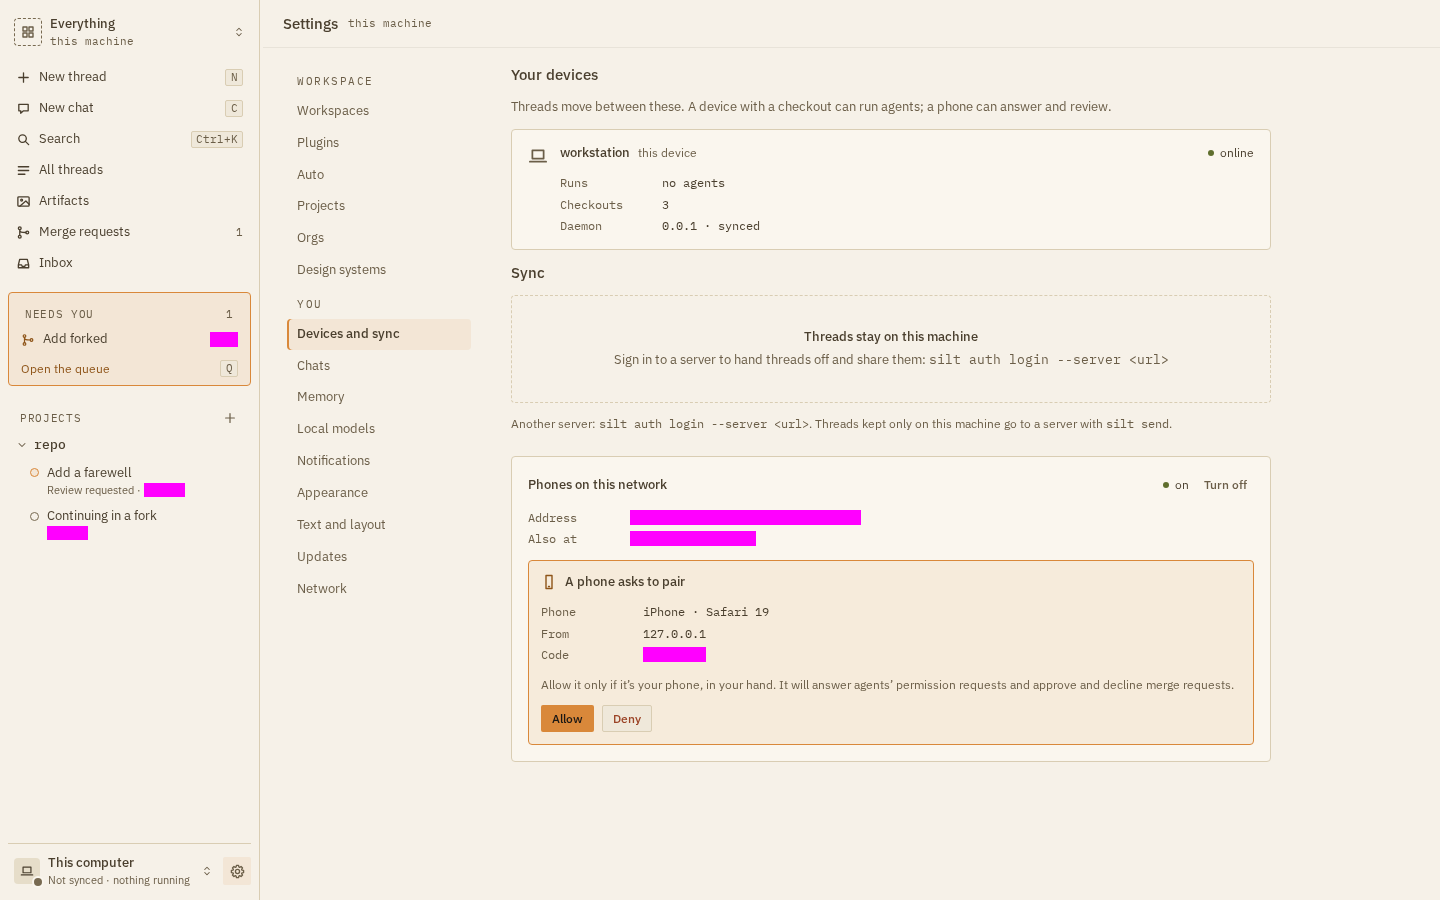 Everything
this machine
New thread N
New chat C
Search Ctrl+K
All threads
Artifacts
Merge requests 1
Inbox
NEEDS YOU 1
Add forked
Open the queue Q
PROJECTS
repo
Add a farewell
Review requested ·
Continuing in a fork
This computer
Not synced · nothing running
Settings this machine
WORKSPACE
Workspaces
Plugins
Auto
Projects
Orgs
Design systems
YOU
Devices and sync
Chats
Memory
Local models
Notifications
Appearance
Text and layout
Updates
Network
Your devices
Threads move between these. A device with a checkout can run agents; a phone can answer and review.
workstation this device online
Runs no agents
Checkouts 3
Daemon 0.0.1 · synced
Sync
Threads stay on this machine
Sign in to a server to hand threads off and share them: silt auth login --server <url>
Another server: silt auth login --server <url>. Threads kept only on this machine go to a server with silt send.
Phones on this network on Turn off
Address
Also at
A phone asks to pair
Phone iPhone · Safari 19
From 127.0.0.1
Code
Allow it only if it’s your phone, in your hand. It will answer agents’ permission requests and approve and decline merge requests.
Allow Deny